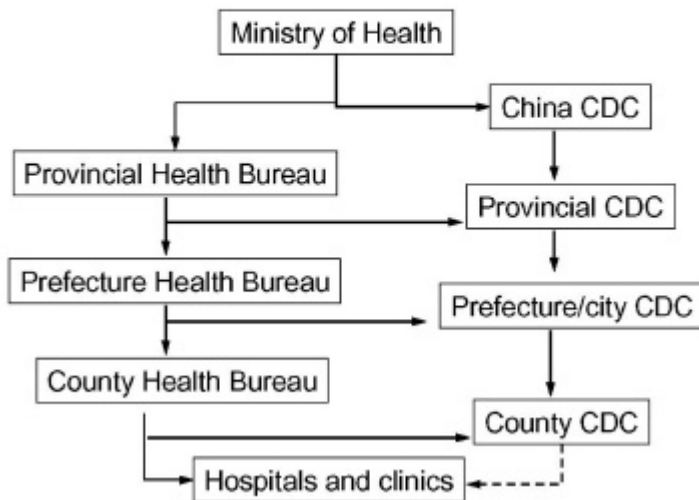 Ministry of Health
China CDC
Provincial Health Bureau
Provincial CDC
Prefecture Health Bureau
Prefecture/city CDC
County Health Bureau
County CDC
Hospitals and clinics